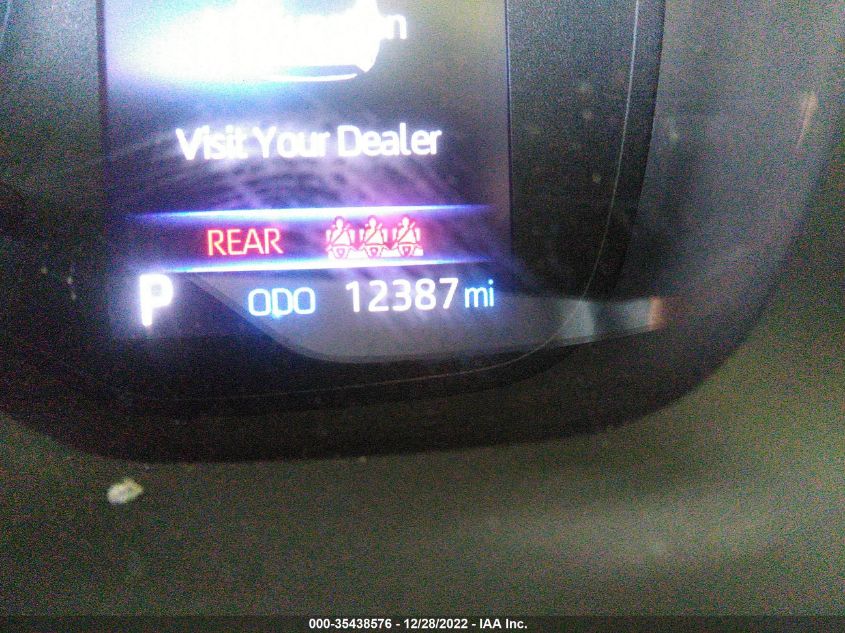 Visit Your Dealer
REAR
P ODO 12387 mi
000-35438576 - 12/28/2022 - IAA Inc.